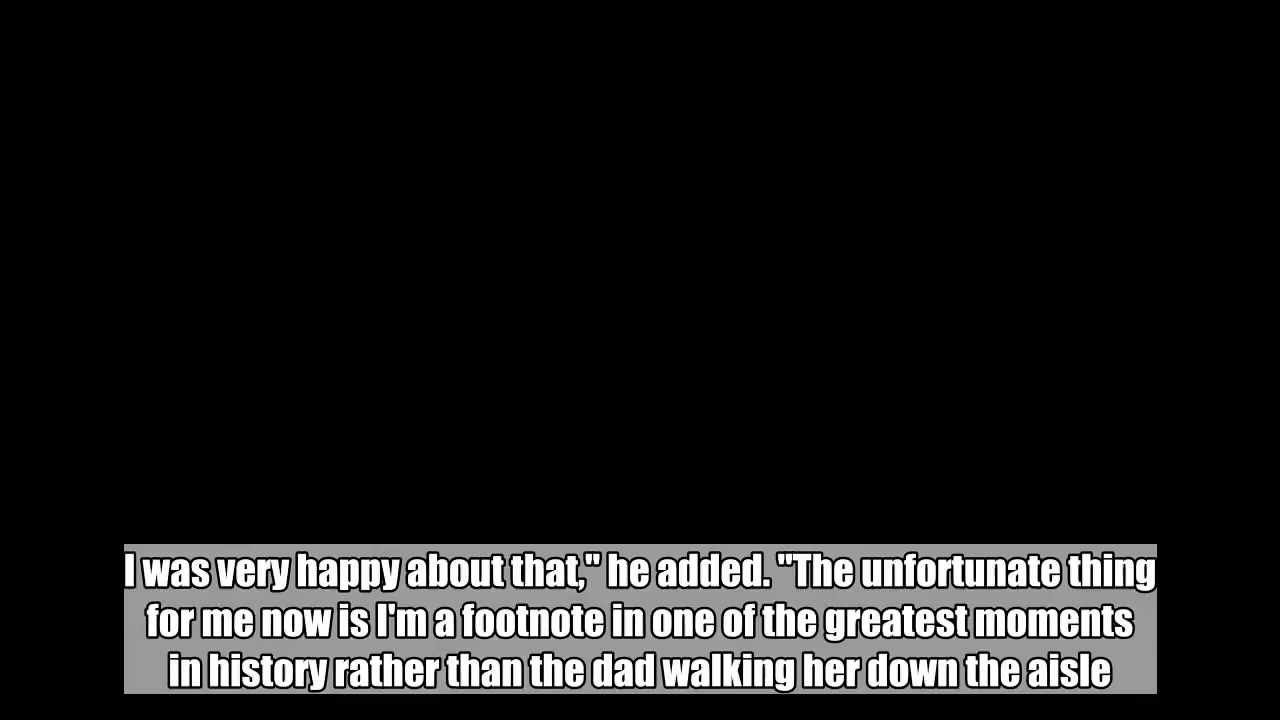 I was very happy about that," he added. "The unfortunate thing
for me now is I'm a footnote in one of the greatest moments
in history rather than the dad walking her down the aisle